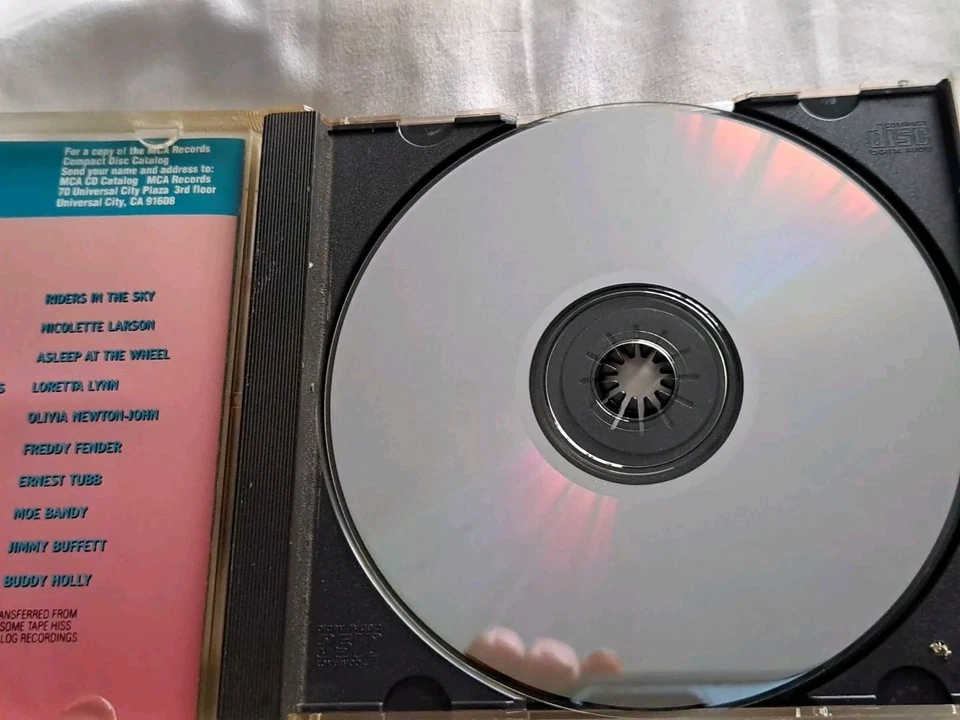 For a copy of the MCA Records
Compact Disc Catalog
Send your name and address to:
MCA CD Catalog MCA Records
70 Universal City Plaza 3rd floor
Universal City, CA 91608
RIDERS IN THE SKY
NICOLETTE LARSON
ASLEEP AT THE WHEEL
S LORETTA LYNN
OLIVIA NEWTON-JOHN
FREDDY FENDER
ERNEST TUBB
MOE BANDY
JIMMY BUFFETT
BUDDY HOLLY
ANSFERRED FROM
SOME TAPE HISS
LOG RECORDINGS
COMPACT
disc
DIGITAL AUDIO